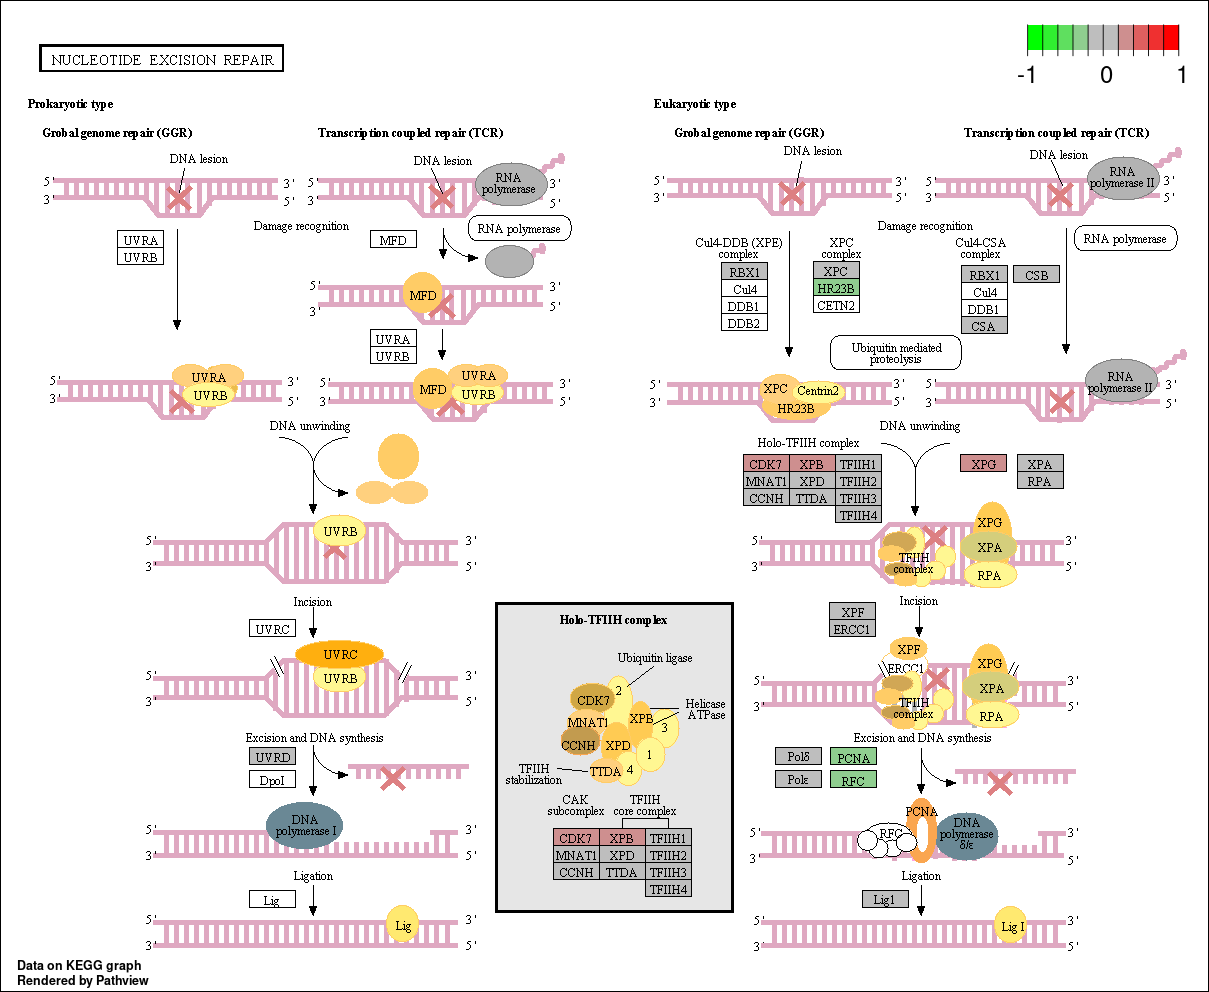 NUCLEOTIDE EXCISION REPAIR
-1 0 1
Prokaryotic type
Grobal genome repair (GGR)
Transcription coupled repair (TCR)
DNA lesion
5' 3'
3' 5'
DNA lesion
RNA
polymerase
5' 3'
3' 5'
Damage recognition
UVRA
UVRB
MFD
RNA polymerase
MFD
5' 3'
3' 5'
UVRA
UVRB
UVRA
UVRB
5' 3'
3' 5'
MFD
UVRA
UVRB
5' 3'
3' 5'
DNA unwinding
UVRB
5' 3'
3' 5'
Incision
UVRC
UVRC
UVRB
5' 3'
3' 5'
Excision and DNA synthesis
UVRD
DpoI
DNA
polymerase I
5' 3'
3' 5'
Ligation
Lig
Lig
5' 3'
3' 5'
Eukaryotic type
Grobal genome repair (GGR)
Transcription coupled repair (TCR)
DNA lesion
5' 3'
3' 5'
DNA lesion
RNA
polymerase II
5' 3'
3' 5'
Damage recognition
Cul4-DDB (XPE)
complex
RBX1
Cul4
DDB1
DDB2
XPC
complex
XPC
HR23B
CETN2
Cul4-CSA
complex
RBX1 CSB
Cul4
DDB1
CSA
RNA polymerase
Ubiquitin mediated
proteolysis
XPC Centrin2
HR23B
5' 3'
3' 5'
RNA
polymerase II
5' 3'
3' 5'
DNA unwinding
Holo-TFIIH complex
CDK7 XPB TFIIH1
MNAT1 XPD TFIIH2
CCNH TTDA TFIIH3
TFIIH4
XPG XPA
RPA
TFIIH
complex
XPG
XPA
RPA
5' 3'
3' 5'
Incision
XPF
ERCC1
XPF
ERCC1
TFIIH
complex
XPG
XPA
RPA
5' 3'
3' 5'
Excision and DNA synthesis
Polδ PCNA
Polε RFC
PCNA
RFC
DNA
polymerase
δ/ε
5' 3'
3' 5'
Ligation
Lig1
Lig I
5' 3'
3' 5'
Holo-TFIIH complex
Ubiquitin ligase
CDK7 2
MNAT1 XPB 3
CCNH XPD 1
TTDA 4
Helicase
ATPase
TFIIH
stabilization
CAK
subcomplex
TFIIH
core complex
CDK7 XPB TFIIH1
MNAT1 XPD TFIIH2
CCNH TTDA TFIIH3
TFIIH4
Data on KEGG graph
Rendered by Pathview